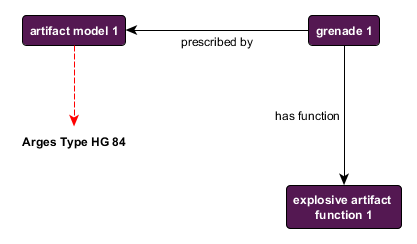 artifact model 1
grenade 1
prescribed by
has function
Arges Type HG 84
explosive artifact
function 1